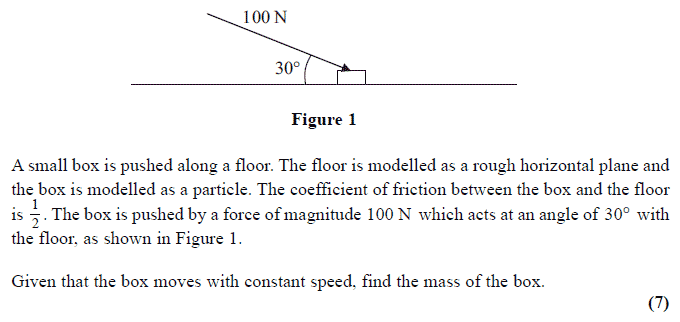 100 N
30°
Figure 1
A small box is pushed along a floor. The floor is modelled as a rough horizontal plane and
the box is modelled as a particle. The coefficient of friction between the box and the floor
is 1/2. The box is pushed by a force of magnitude 100 N which acts at an angle of 30° with
the floor, as shown in Figure 1.
Given that the box moves with constant speed, find the mass of the box.
(7)